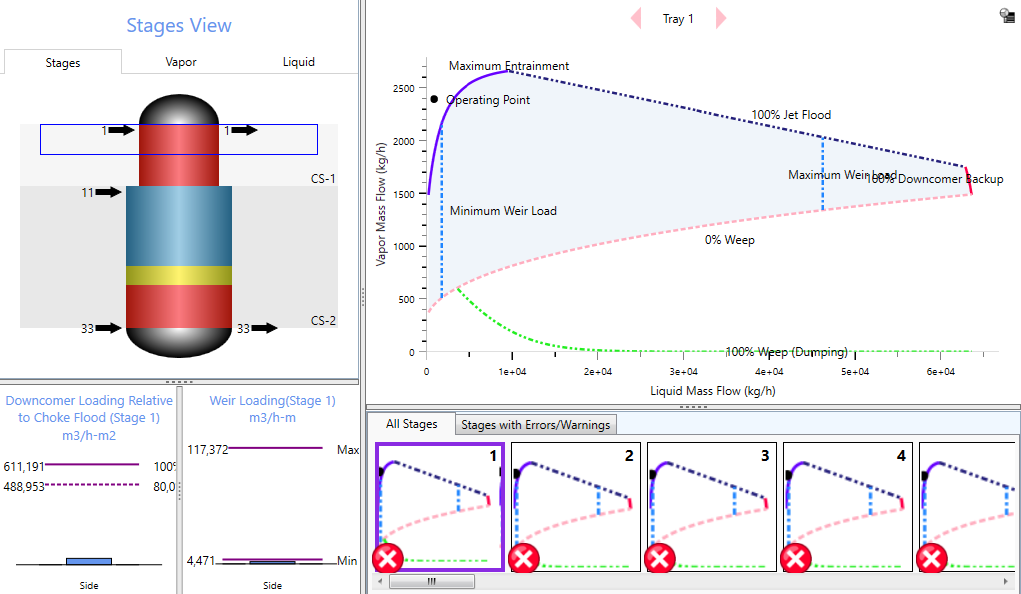 Stages View
Stages
Vapor
Liquid
1
1
CS-1
11
CS-2
33
33
Downcomer Loading Relative
to Choke Flood (Stage 1)
m3/h-m2
611,191
100%
488,953
80,0
Side
Weir Loading(Stage 1)
m3/h-m
117,372
Max
4,471
Min
Side
Tray 1
Maximum Entrainment
Operating Point
100% Jet Flood
Maximum Weir Load
100% Downcomer Backup
Minimum Weir Load
0% Weep
100% Weep (Dumping)
Vapor Mass Flow (kg/h)
2500
2000
1500
1000
500
0
0
1e+04
2e+04
3e+04
4e+04
5e+04
6e+04
Liquid Mass Flow (kg/h)
All Stages
Stages with Errors/Warnings
1
2
3
4